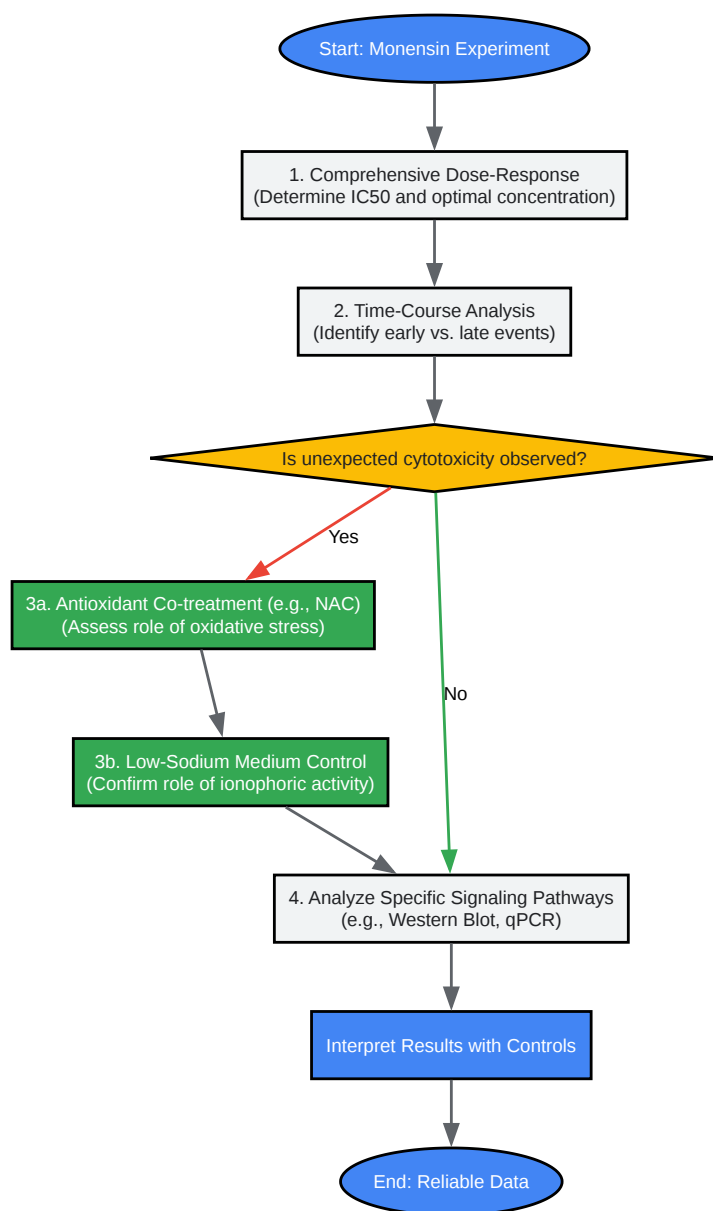 Start: Monensin Experiment
1. Comprehensive Dose-Response
(Determine IC50 and optimal concentration)
2. Time-Course Analysis
(Identify early vs. late events)
Is unexpected cytotoxicity observed?
Yes
3a. Antioxidant Co-treatment (e.g., NAC)
(Assess role of oxidative stress)
No
3b. Low-Sodium Medium Control
(Confirm role of ionophoric activity)
4. Analyze Specific Signaling Pathways
(e.g., Western Blot, qPCR)
Interpret Results with Controls
End: Reliable Data